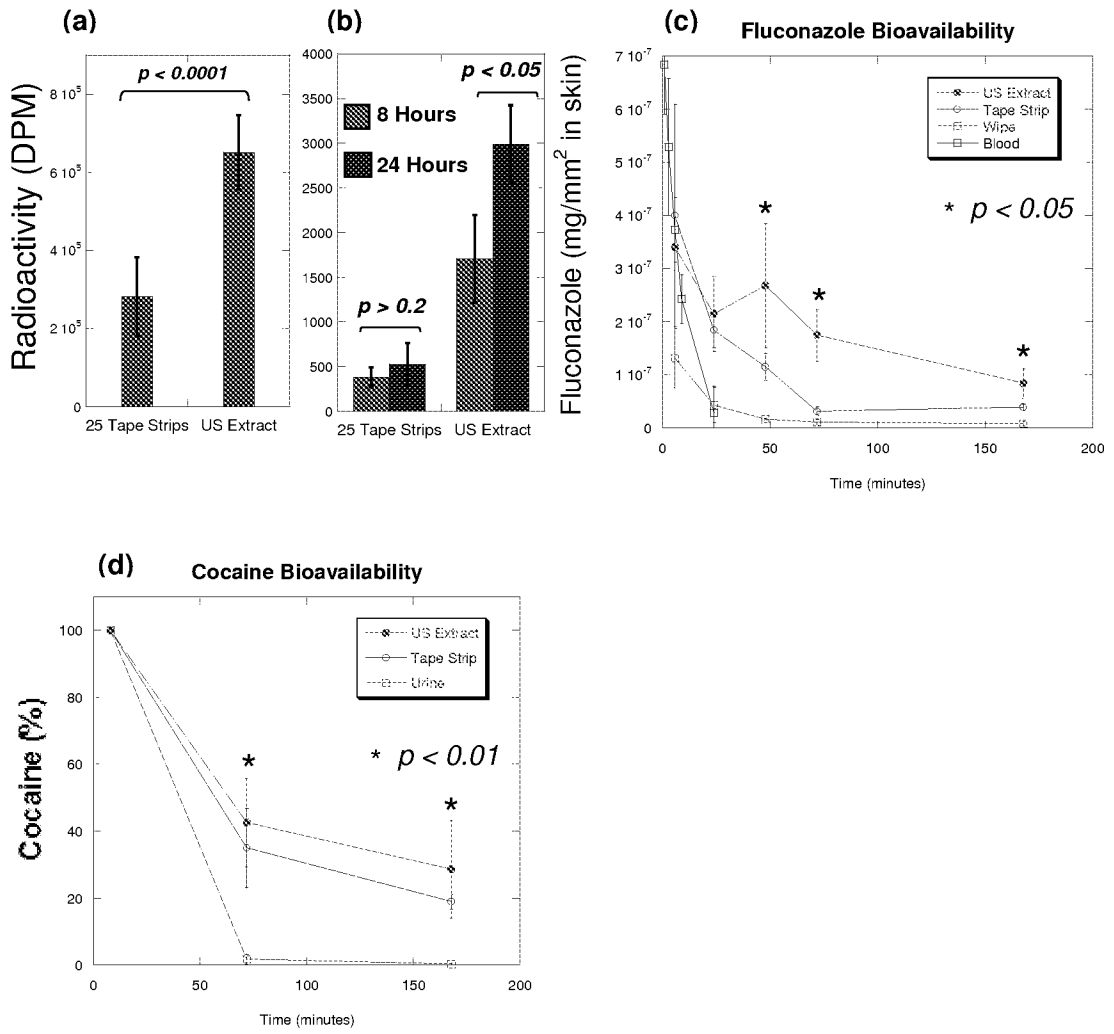 (a)
Radioactivity (DPM)
8 10⁵
6 10⁵
4 10⁵
2 10⁵
0
p < 0.0001
25 Tape Strips US Extract
(b)
4000
3500
3000
2500
2000
1500
1000
500
0
p < 0.05
8 Hours
24 Hours
p > 0.2
25 Tape Strips US Extract
(c)
Fluconazole Bioavailability
Fluconazole (mg/mm² in skin)
7 10⁻⁷
6 10⁻⁷
5 10⁻⁷
4 10⁻⁷
3 10⁻⁷
2 10⁻⁷
1 10⁻⁷
0
US Extract
Tape Strip
Wipe
Blood
* p < 0.05
*
*
*
0 50 100 150 200
Time (minutes)
(d)
Cocaine Bioavailability
Cocaine (%)
100
80
60
40
20
0
US Extract
Tape Strip
Urine
* p < 0.01
*
*
0 50 100 150 200
Time (minutes)